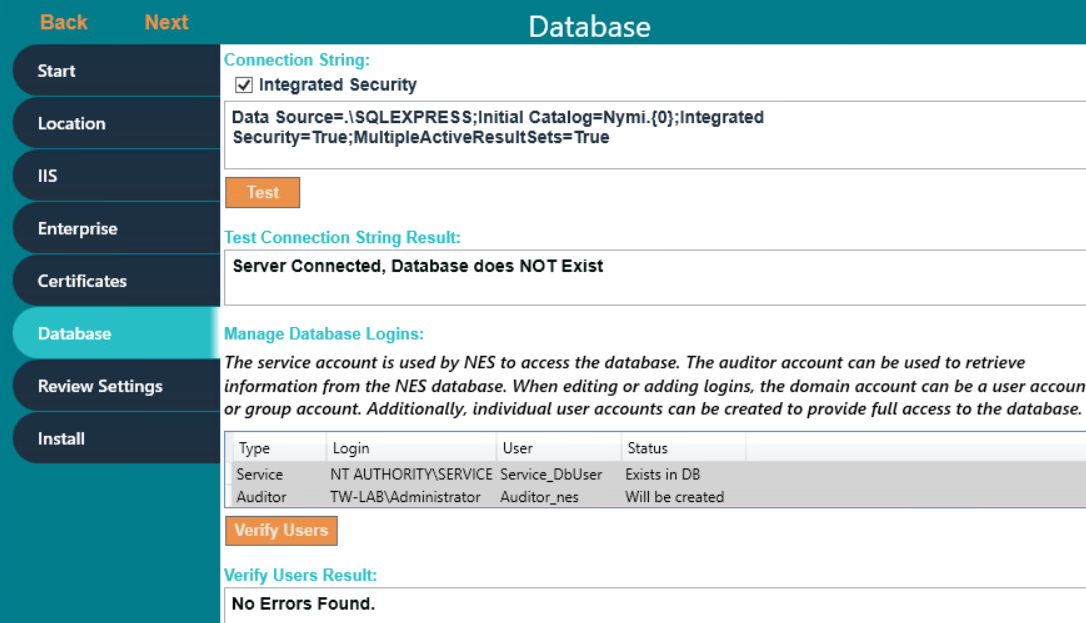 Back Next Database
Start
Location
IIS
Enterprise
Certificates
Database
Review Settings
Install
Connection String:
Integrated Security
Data Source=.\SQLEXPRESS;Initial Catalog=Nymi.{0};Integrated
Security=True;MultipleActiveResultSets=True
Test
Test Connection String Result:
Server Connected, Database does NOT Exist
Manage Database Logins:
The service account is used by NES to access the database. The auditor account can be used to retrieve
information from the NES database. When editing or adding logins, the domain account can be a user accoun
or group account. Additionally, individual user accounts can be created to provide full access to the database.
Type Login User Status
Service NT AUTHORITY\SERVICE Service_DbUser Exists in DB
Auditor TW-LAB\Administrator Auditor_nes Will be created
Verify Users
Verify Users Result:
No Errors Found.